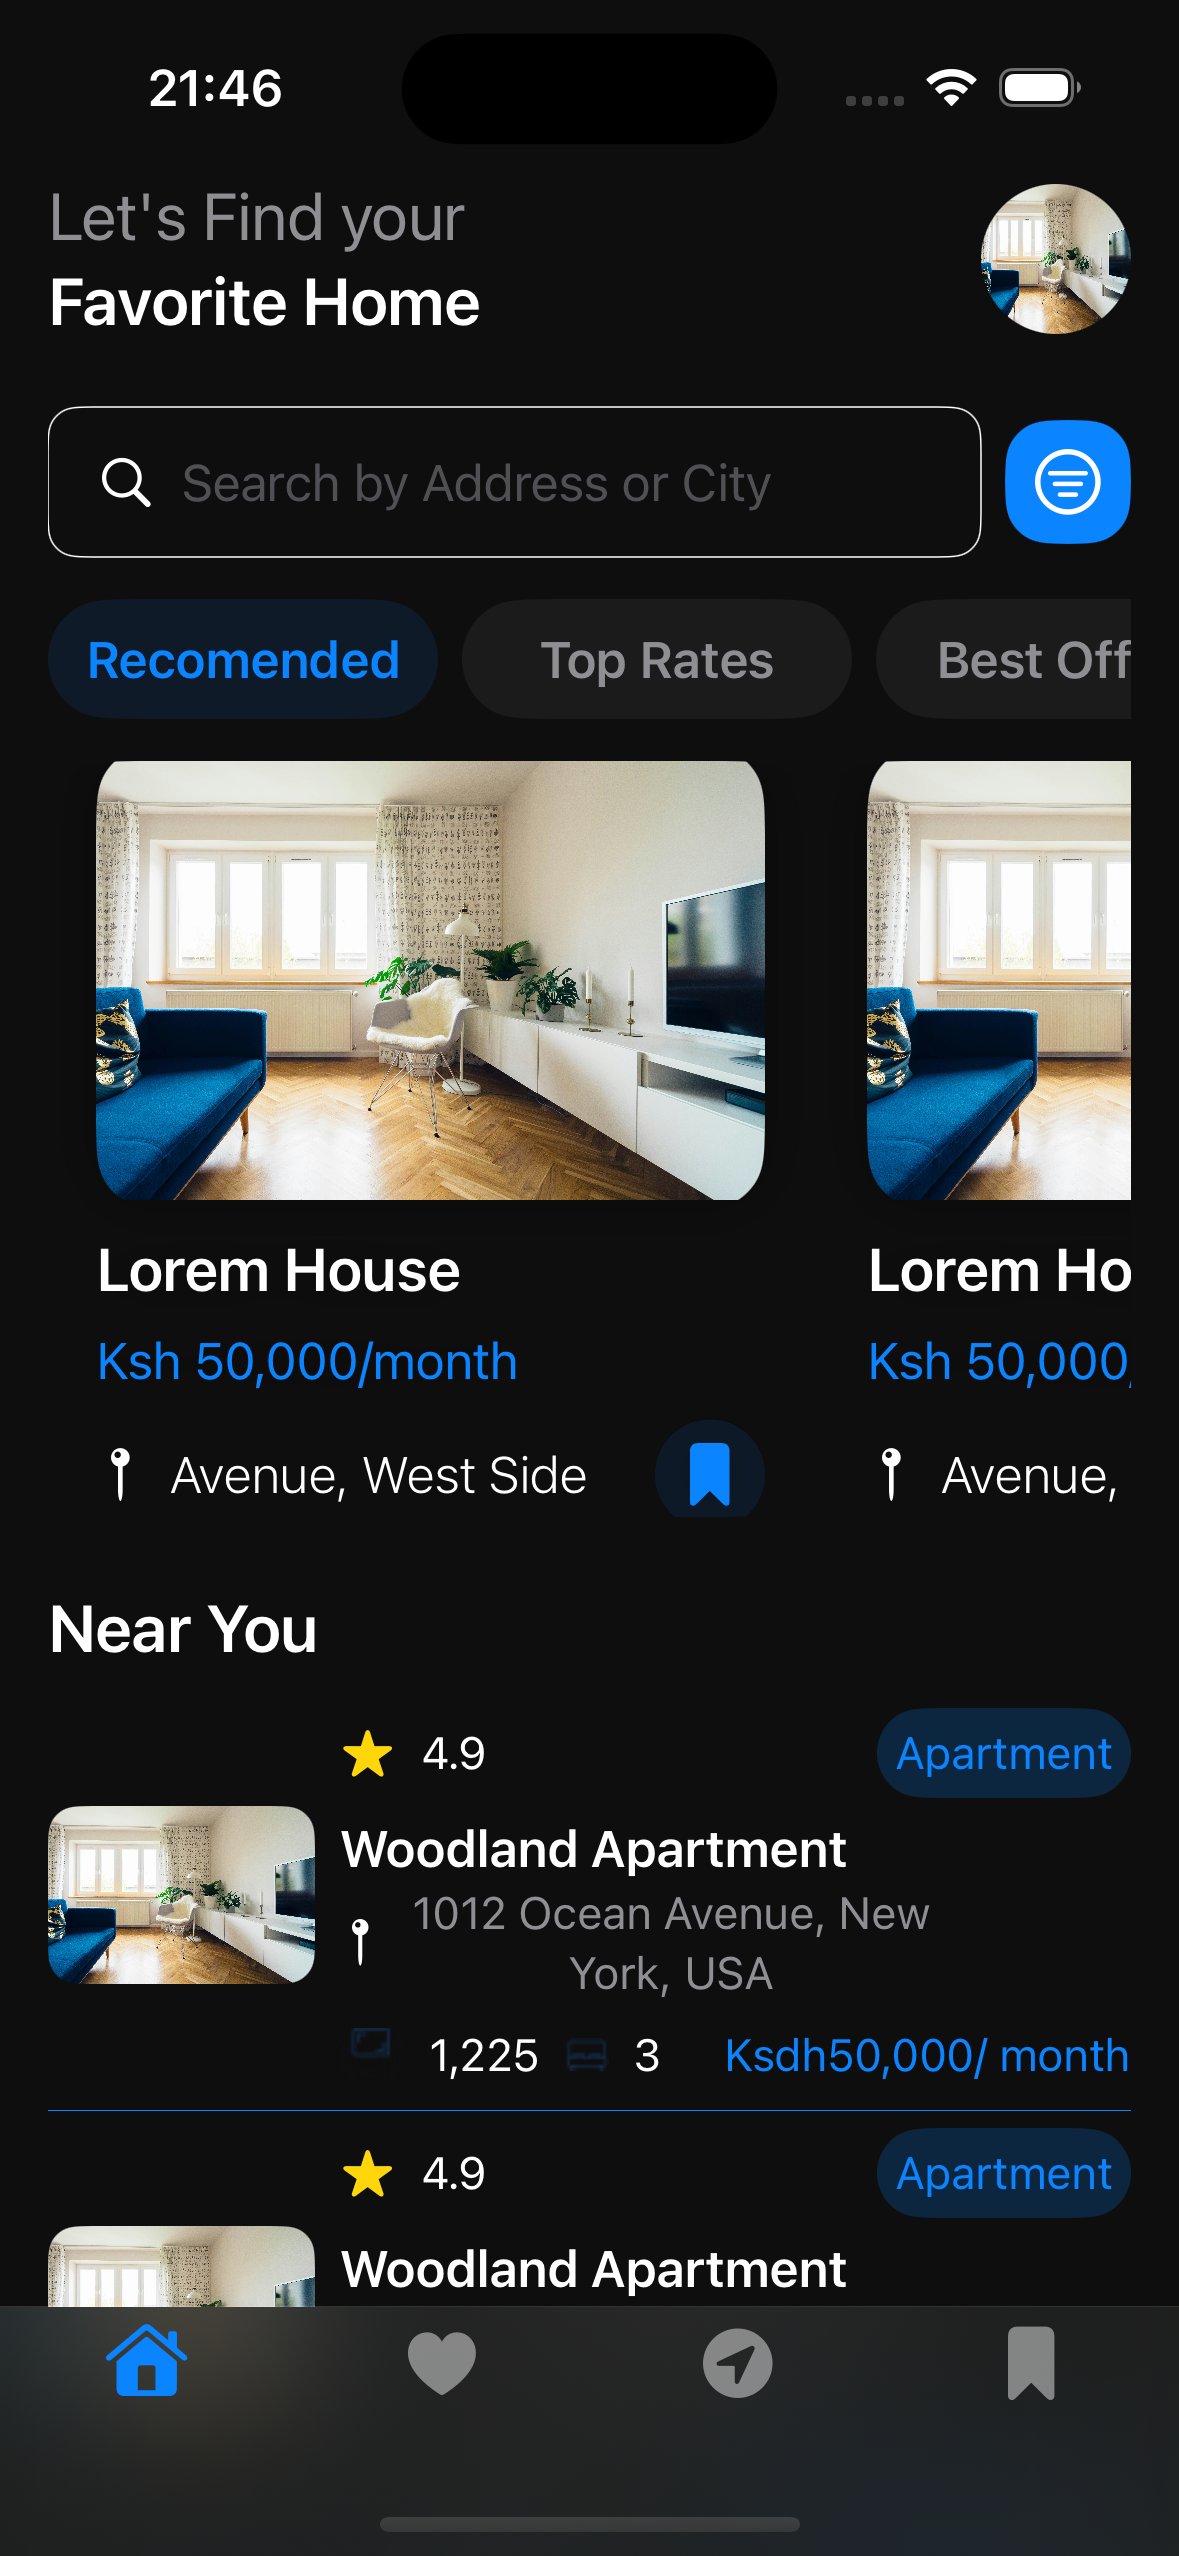 21:46
Let's Find your
Favorite Home
Search by Address or City
Recomended
Top Rates
Best Off
Lorem House
Lorem Ho
Ksh 50,000/month
Ksh 50,000/
Avenue, West Side
Avenue,
Near You
4.9
Apartment
Woodland Apartment
1012 Ocean Avenue, New
York, USA
1,225
3
Ksdh50,000/ month
4.9
Apartment
Woodland Apartment